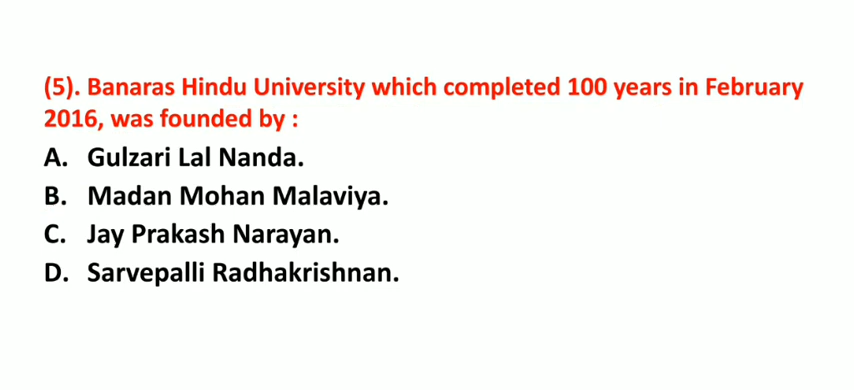 (5). Banaras Hindu University which completed 100 years in February
2016, was founded by :
A. Gulzari Lal Nanda.
B. Madan Mohan Malaviya.
C. Jay Prakash Narayan.
D. Sarvepalli Radhakrishnan.